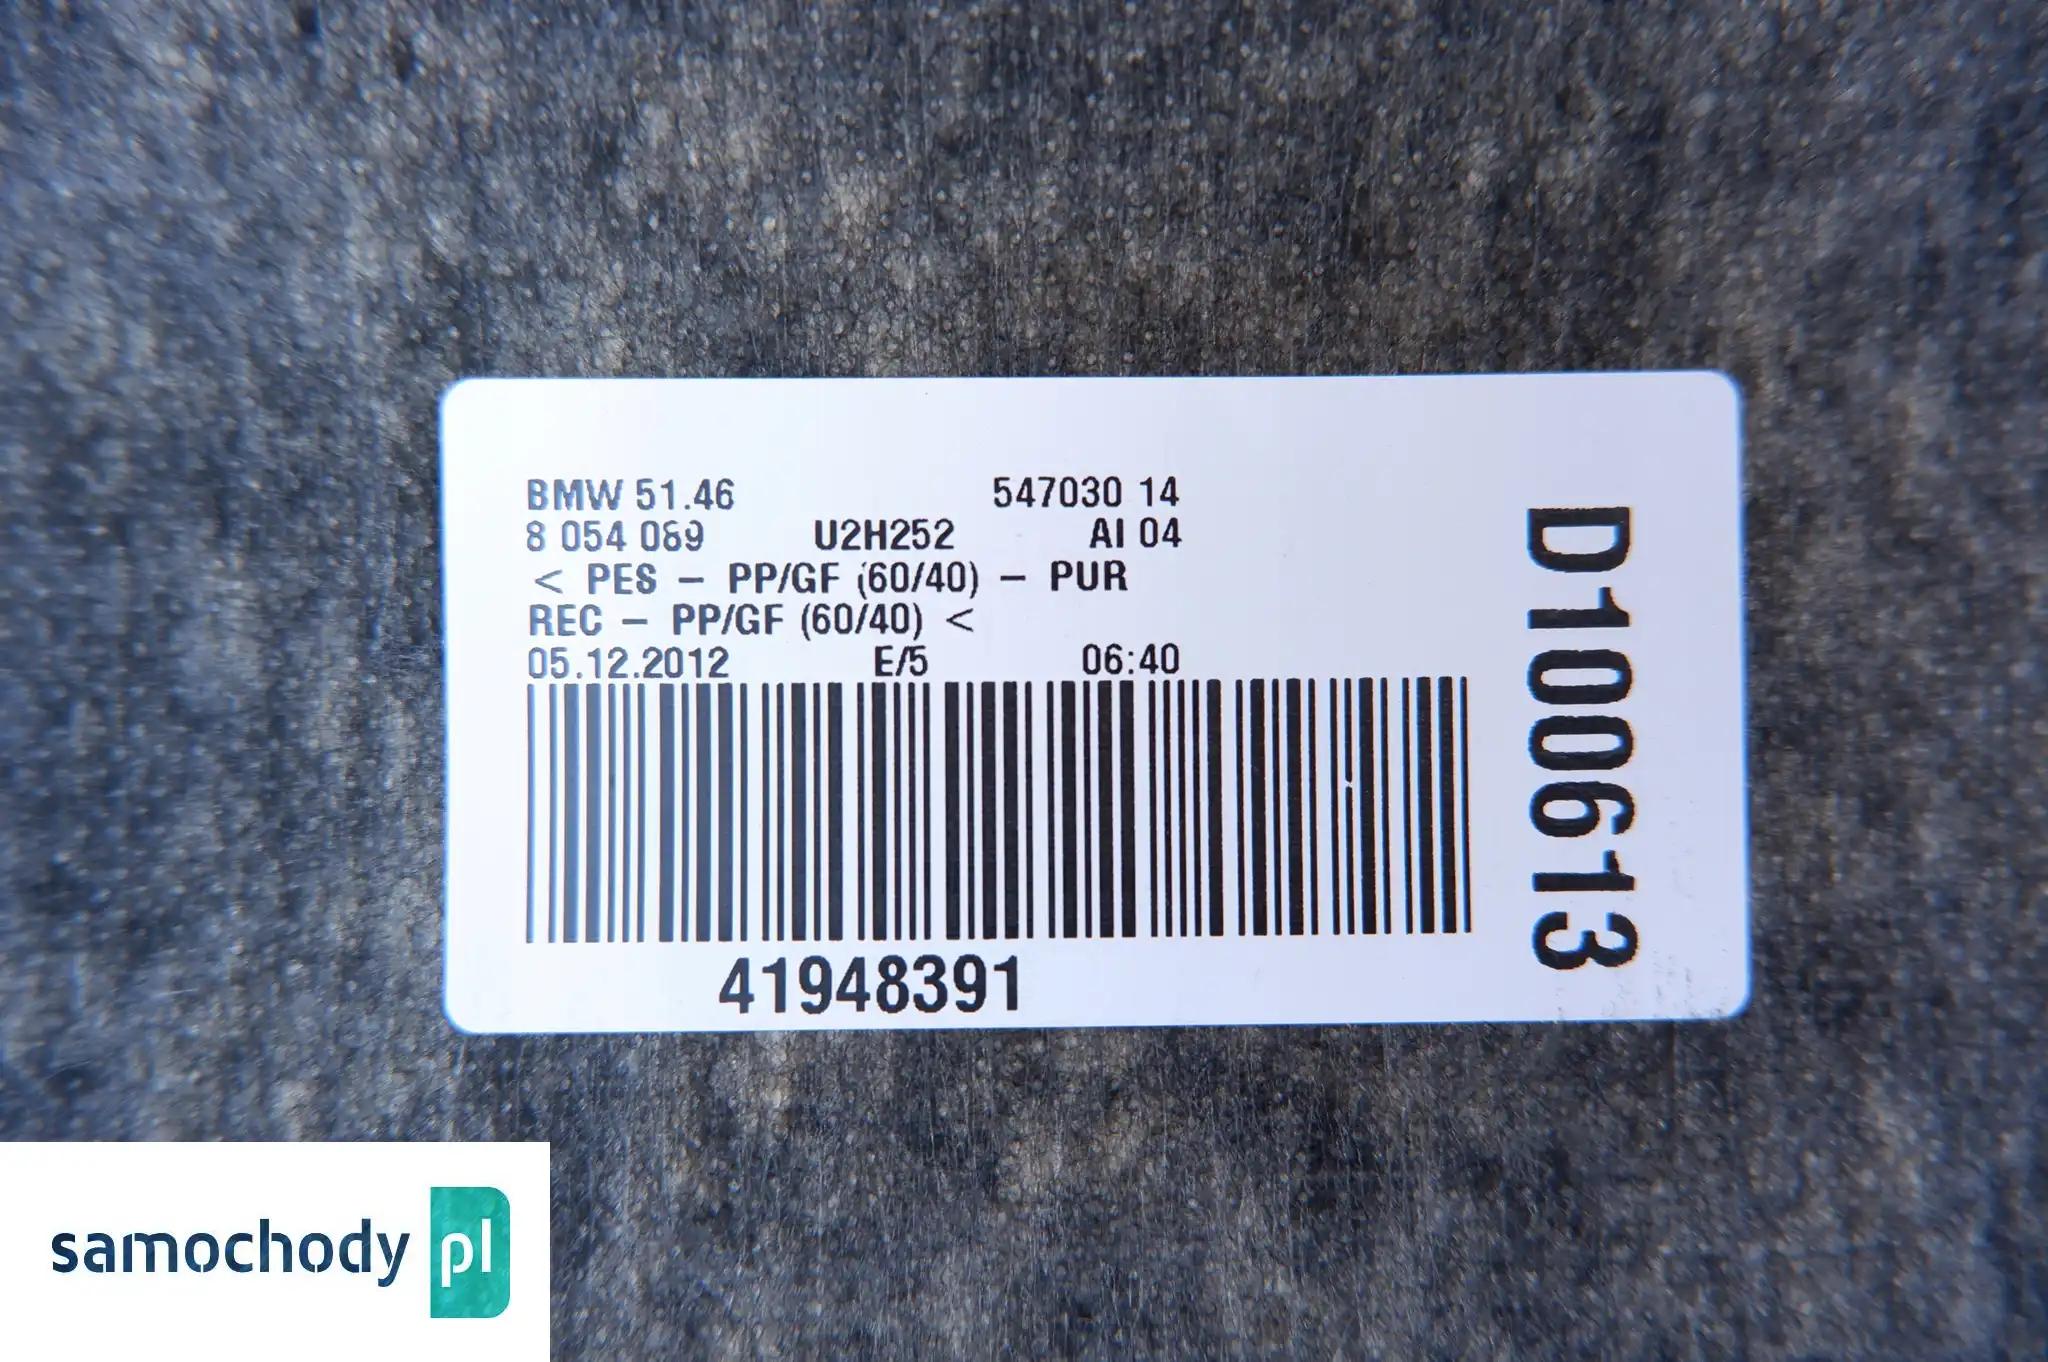 BMW 51.46 547030 14
8 054 089 U2H252 AI 04
< PES – PP/GF (60/40) – PUR
REC – PP/GF (60/40) <
05.12.2012 E/5 06:40
41948391
D100613
samochody pl